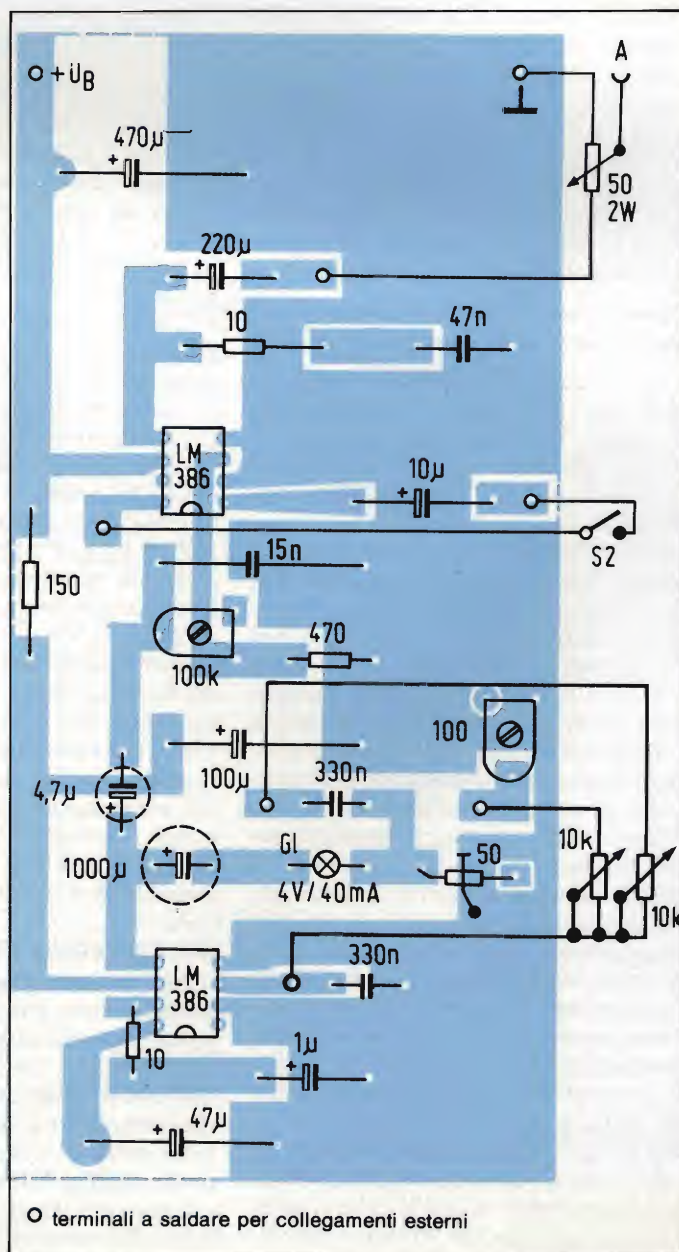 + ÜB
A
470µ
50
2W
220µ
10
47n
LM
386
10µ
S2
15n
150
470
100k
100
100µ
4,7µ
330n
Gl
50
10k
1000µ
4V/40mA
10k
LM
386
330n
10
1µ
47µ
terminali a saldare per collegamenti esterni